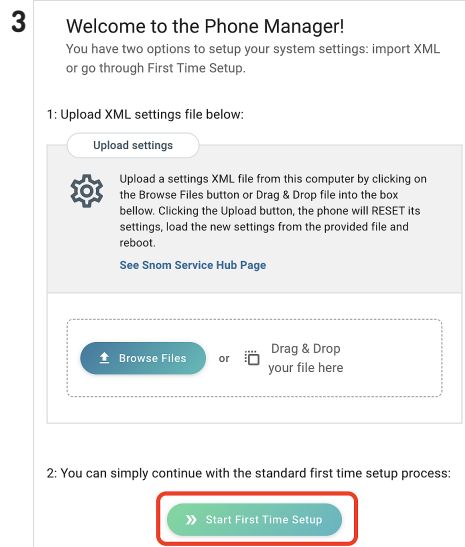 3
Welcome to the Phone Manager!
You have two options to setup your system settings: import XML
or go through First Time Setup.
1: Upload XML settings file below:
Upload settings
Upload a settings XML file from this computer by clicking on
the Browse Files button or Drag & Drop file into the box
bellow. Clicking the Upload button, the phone will RESET its
settings, load the new settings from the provided file and
reboot.
See Snom Service Hub Page
Browse Files or Drag & Drop
your file here
2: You can simply continue with the standard first time setup process:
Start First Time Setup